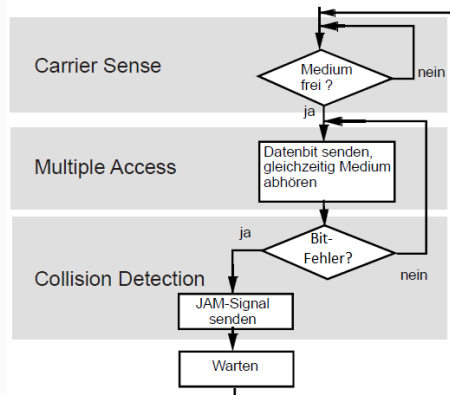 Carrier Sense
Medium
frei ?
nein
ja
Multiple Access
Datenbit senden,
gleichzeitig Medium
abhören
ja
Bit-
Fehler?
nein
Collision Detection
JAM-Signal
senden
Warten